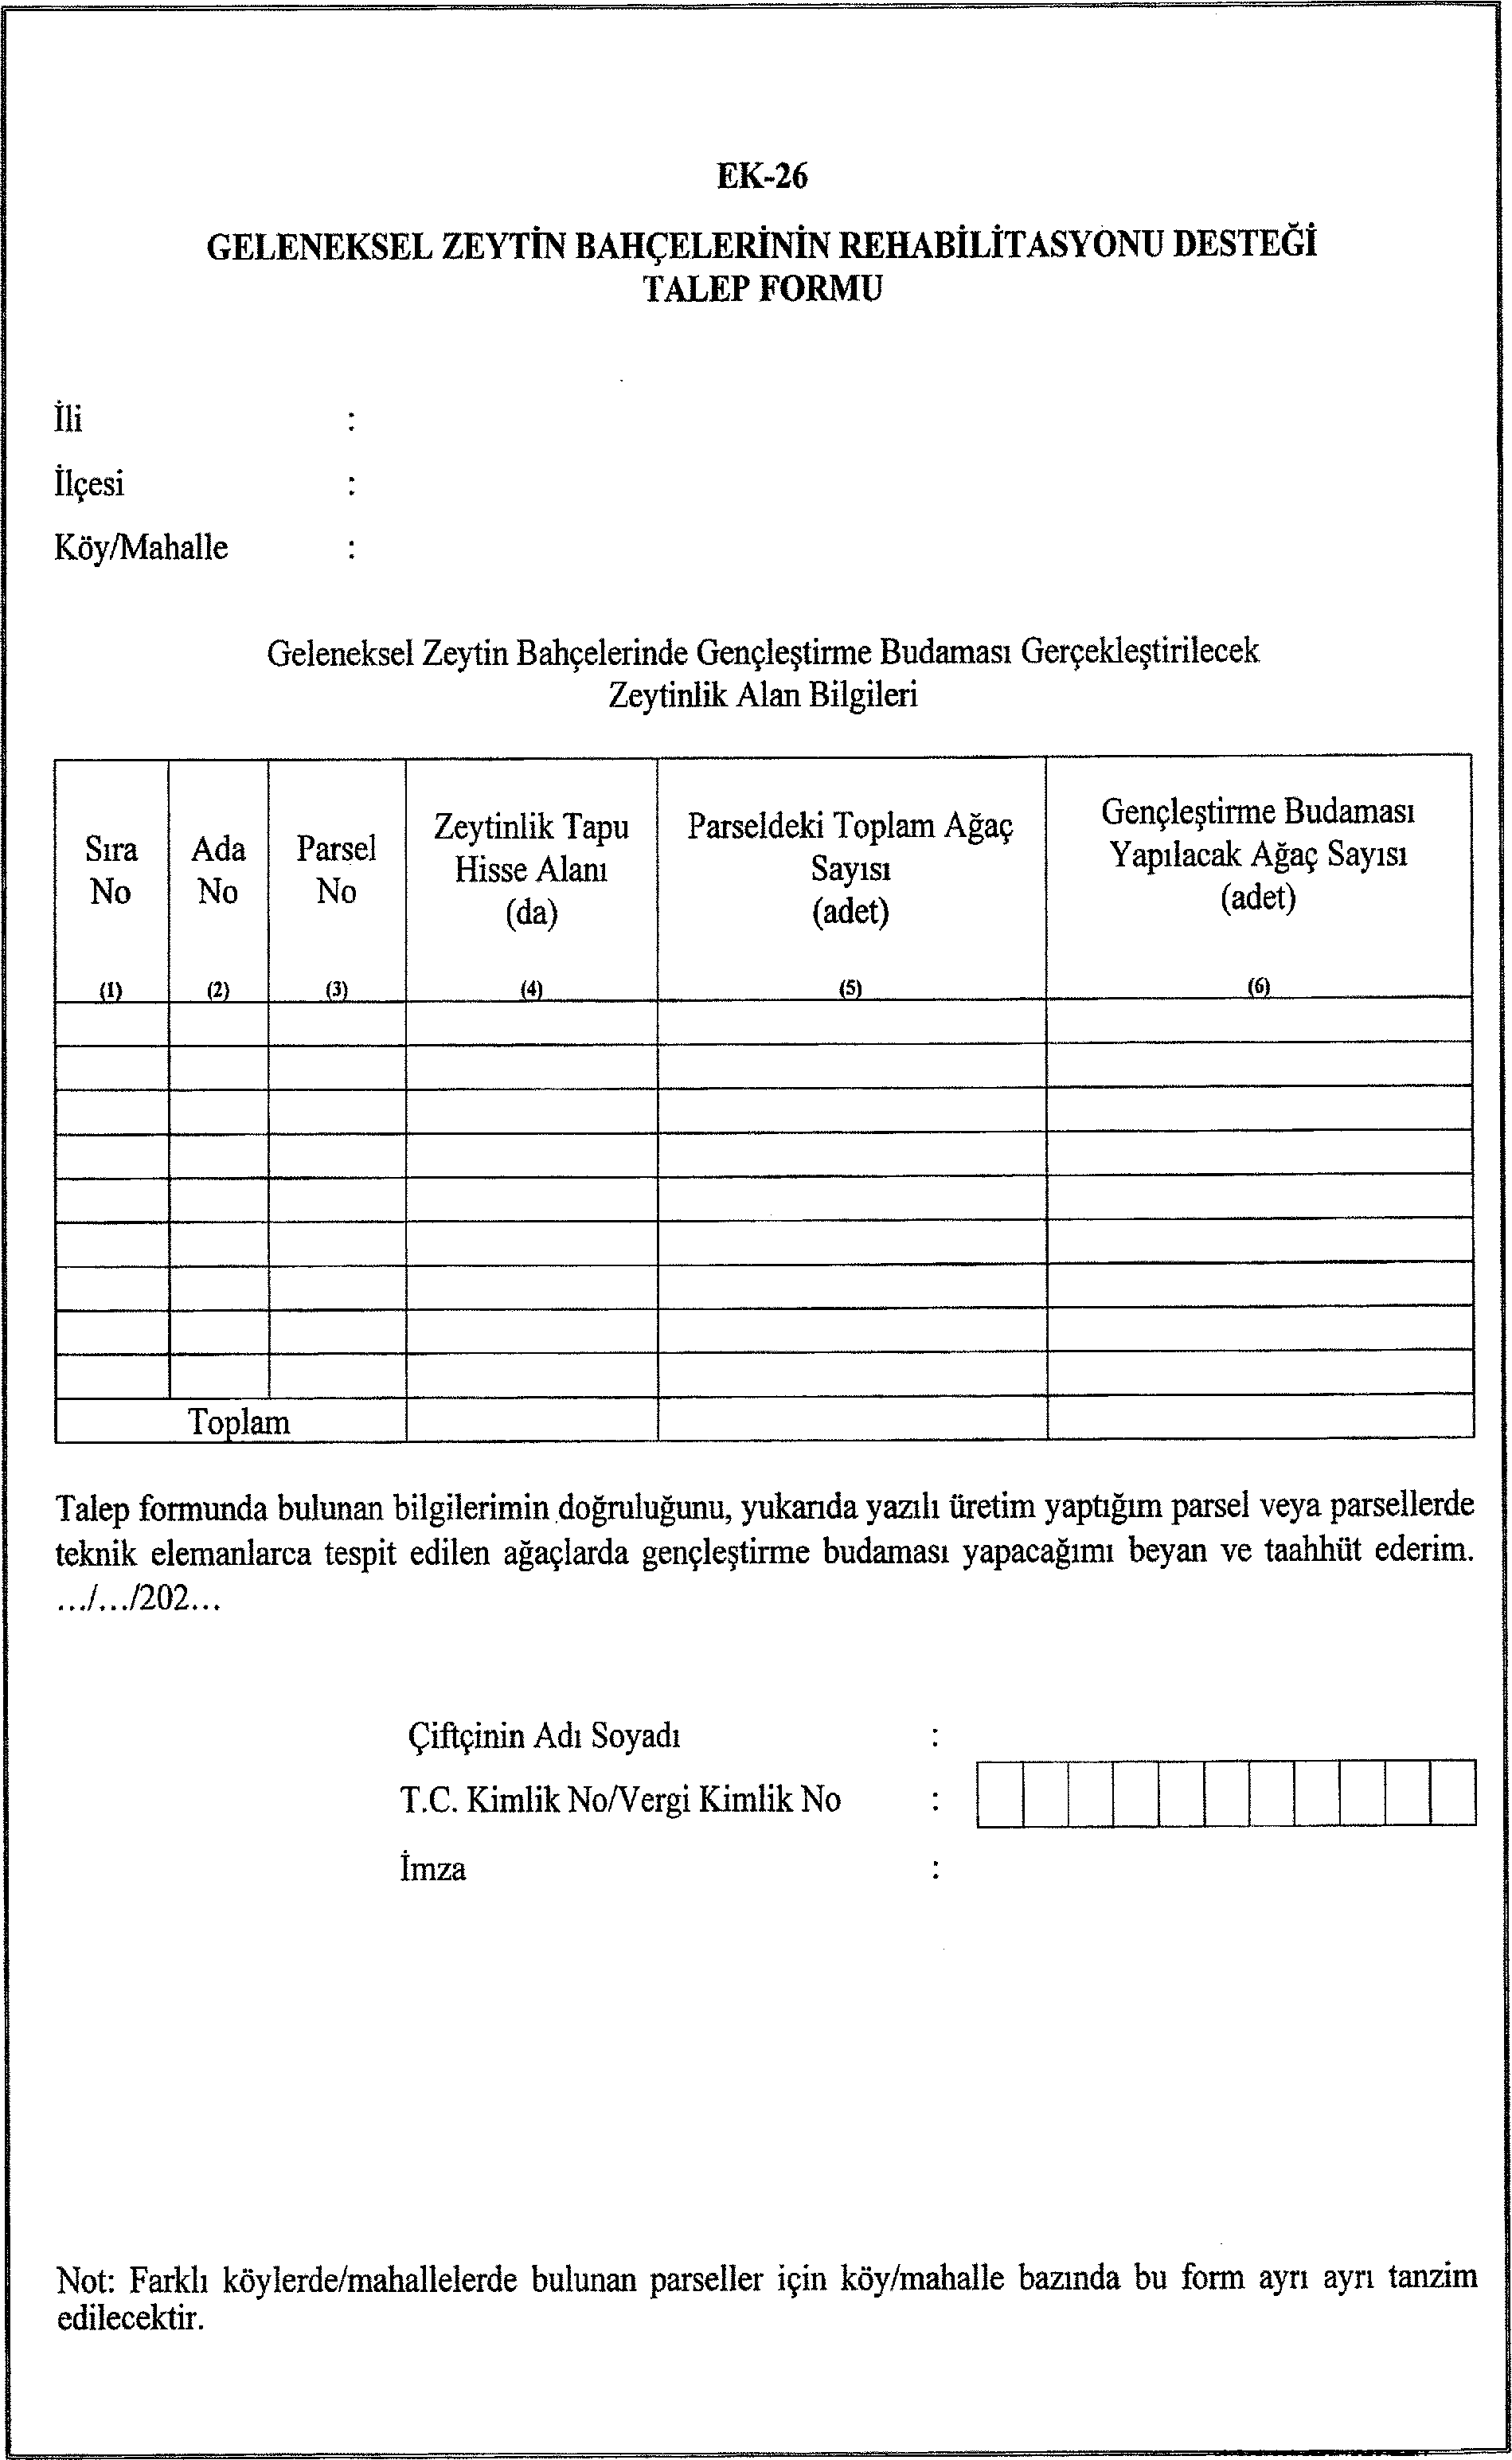 EK-26
GELENEKSEL ZEYTİN BAHÇELERİNİN REHABİLİTASYONU DESTEĞİ
TALEP FORMU
İli :
İlçesi :
Köy/Mahalle :
Geleneksel Zeytin Bahçelerinde Gençleştirme Budaması Gerçekleştirilecek
Zeytinlik Alan Bilgileri
Sıra No (1)
Ada No (2)
Parsel No (3)
Zeytinlik Tapu Hisse Alanı (da) (4)
Parseldeki Toplam Ağaç Sayısı (adet) (5)
Gençleştirme Budaması Yapılacak Ağaç Sayısı (adet) (6)
Toplam
Talep formunda bulunan bilgilerimin doğruluğunu, yukarıda yazılı üretim yaptığım parsel veya parsellerde
teknik elemanlarca tespit edilen ağaçlarda gençleştirme budaması yapacağımı beyan ve taahhüt ederim.
…/…/202…
Çiftçinin Adı Soyadı :
T.C. Kimlik No/Vergi Kimlik No :
İmza :
Not: Farklı köylerde/mahallelerde bulunan parseller için köy/mahalle bazında bu form ayrı ayrı tanzim
edilecektir.